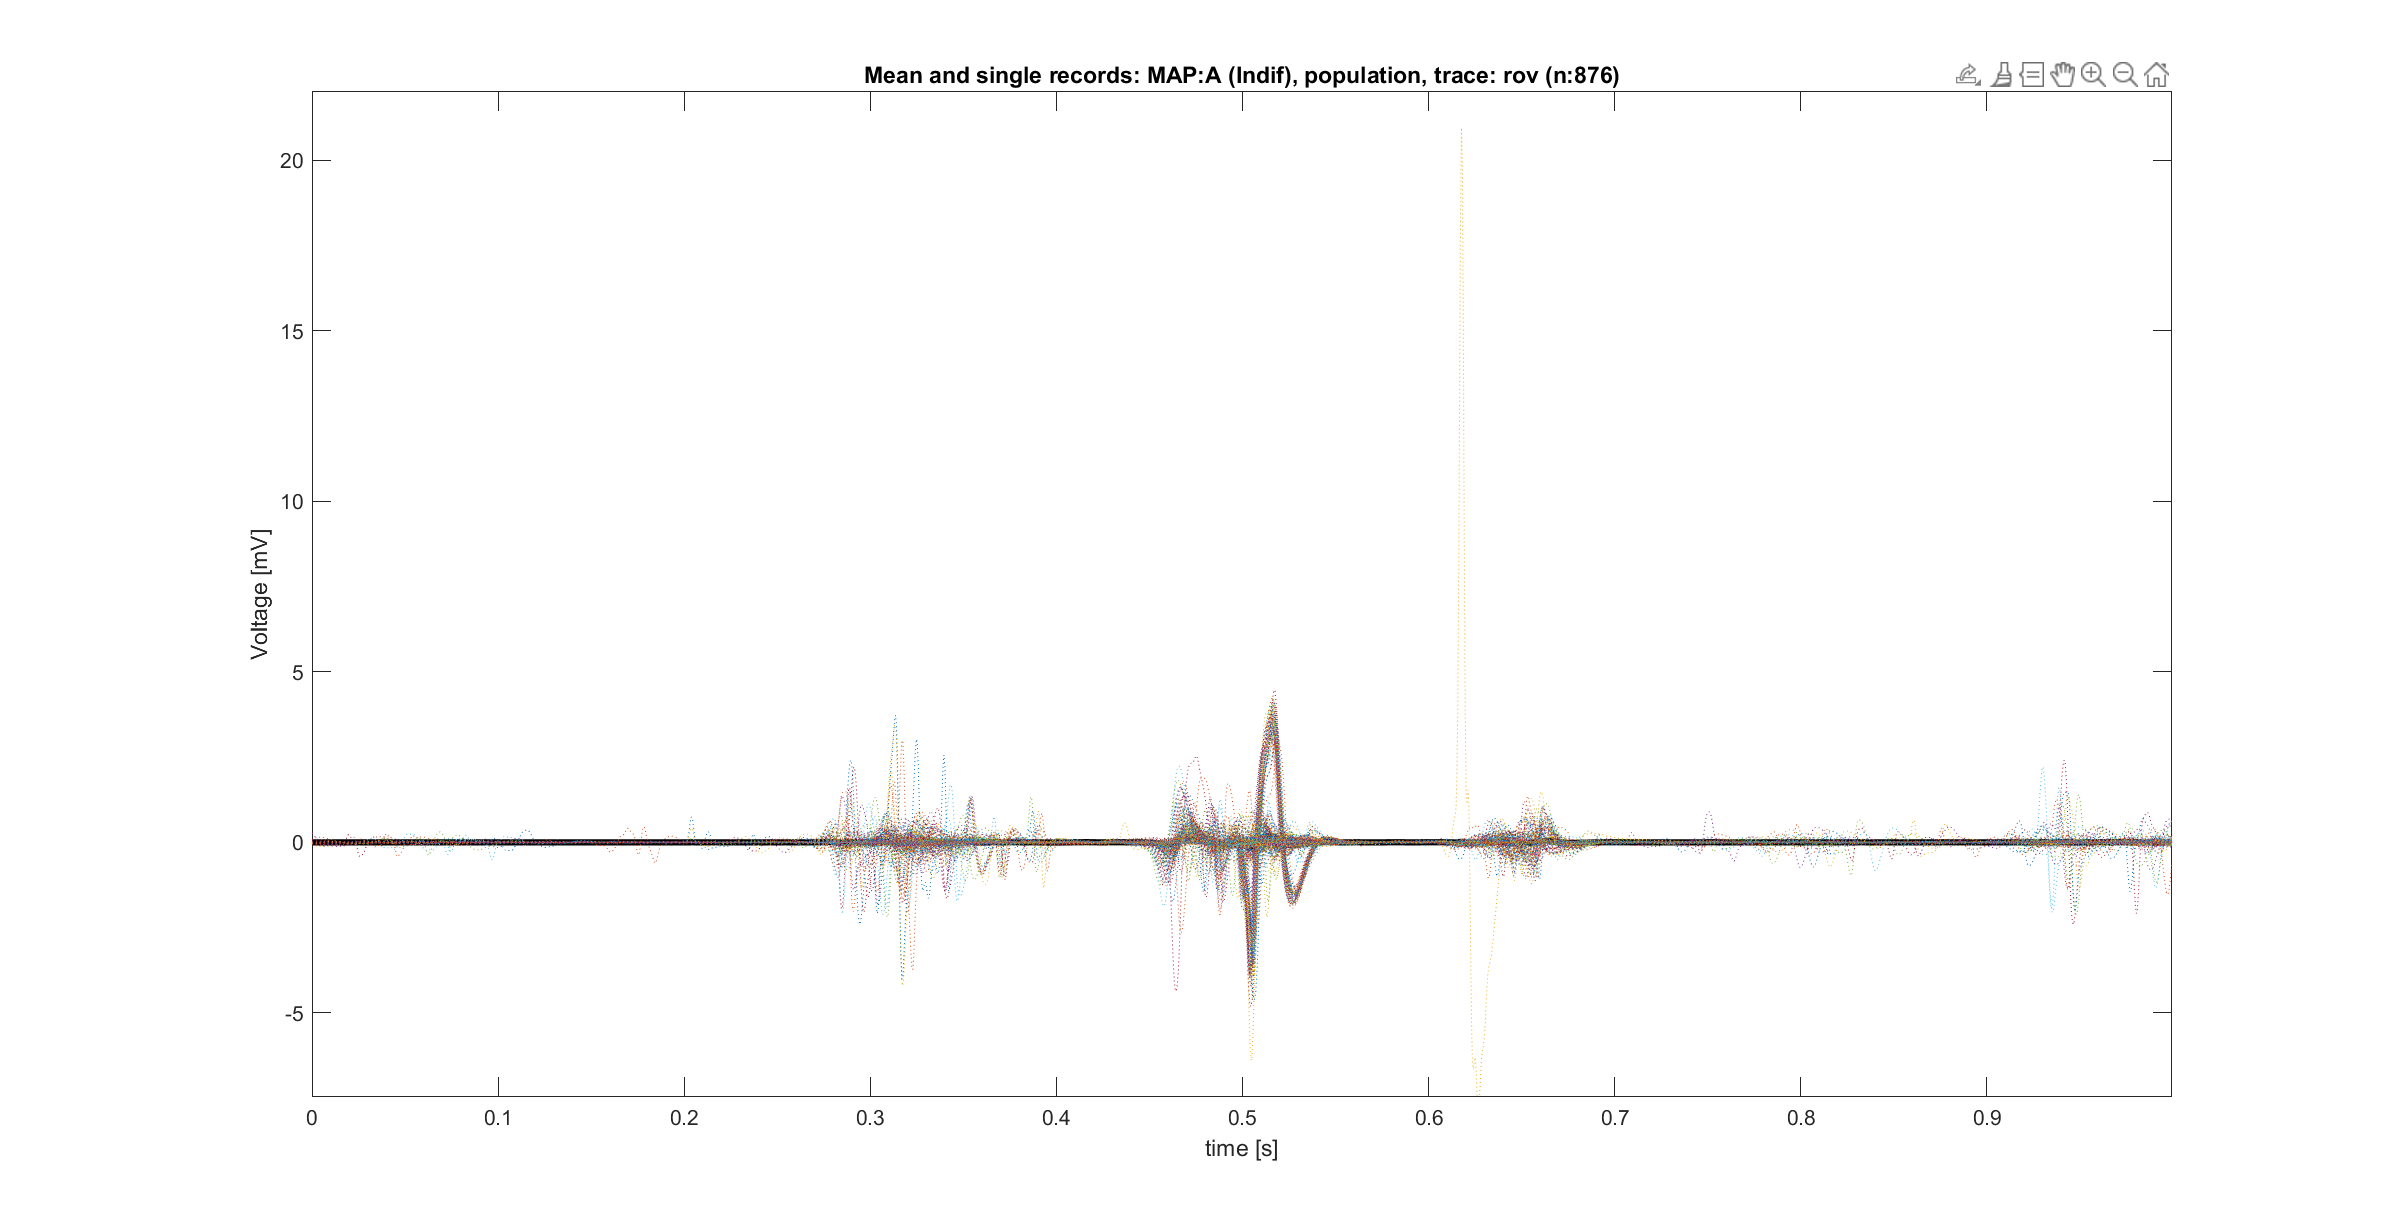 Mean and single records: MAP:A (Indif), population, trace: rov (n:876)
20
15
10
5
0
-5
Voltage [mV]
0 0.1 0.2 0.3 0.4 0.5 0.6 0.7 0.8 0.9
time [s]